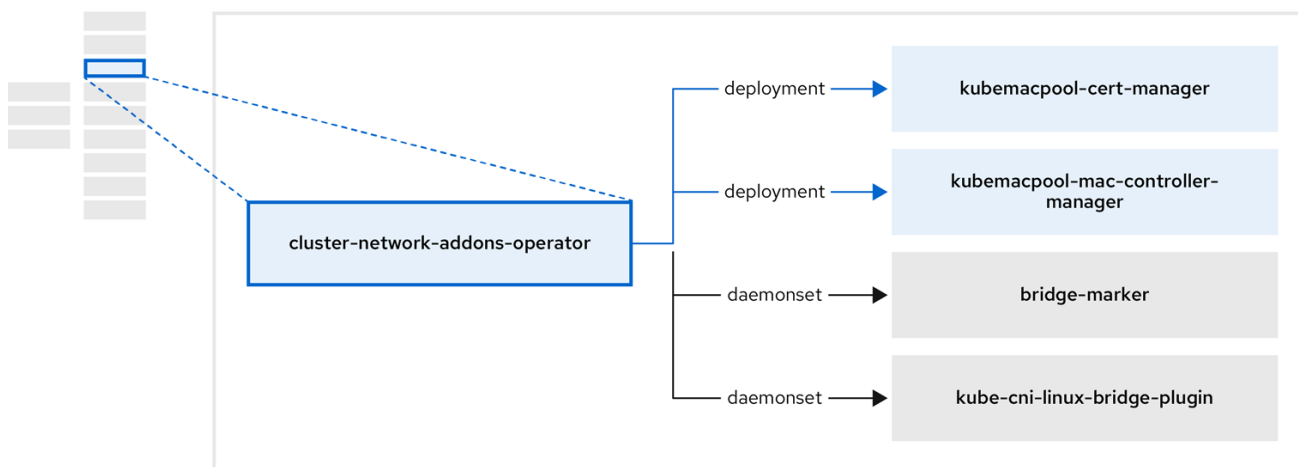 deployment
kubemacpool-cert-manager
deployment
kubemacpool-mac-controller-
manager
cluster-network-addons-operator
daemonset
bridge-marker
daemonset
kube-cni-linux-bridge-plugin